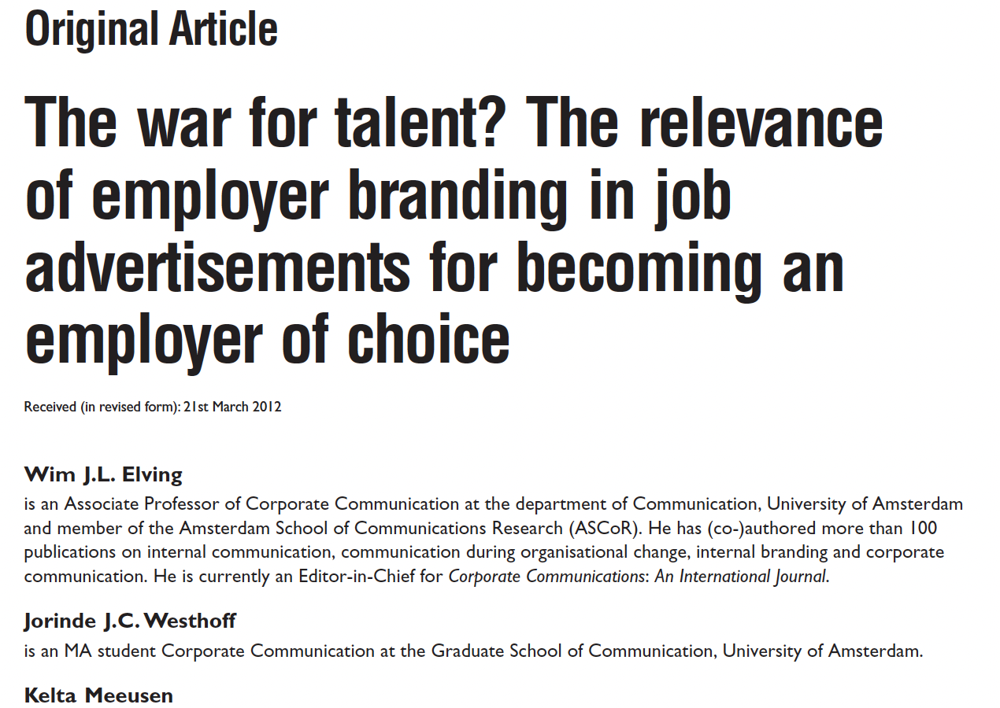 Original Article
The war for talent? The relevance
of employer branding in job
advertisements for becoming an
employer of choice
Received (in revised form): 21st March 2012
Wim J.L. Elving
is an Associate Professor of Corporate Communication at the department of Communication, University of Amsterdam
and member of the Amsterdam School of Communications Research (ASCoR). He has (co-)authored more than 100
publications on internal communication, communication during organisational change, internal branding and corporate
communication. He is currently an Editor-in-Chief for Corporate Communications: An International Journal.
Jorinde J.C. Westhoff
is an MA student Corporate Communication at the Graduate School of Communication, University of Amsterdam.
Kelta Meeusen